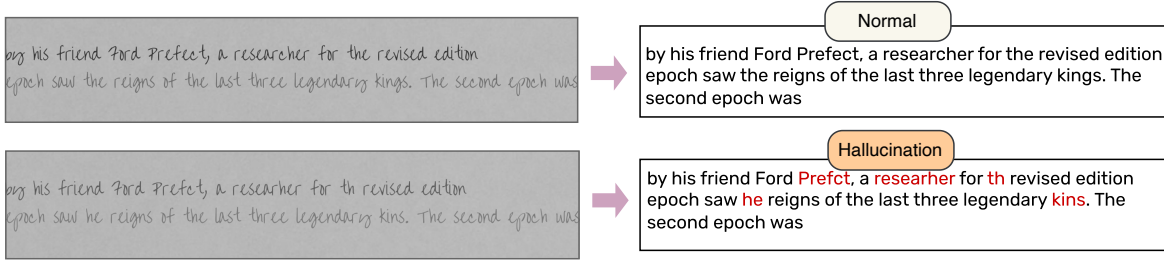 by his friend Ford Prefect, a researcher for the revised edition
epoch saw the reigns of the last three legendary kings. The second epoch was
Normal
by his friend Ford Prefect, a researcher for the revised edition
epoch saw the reigns of the last three legendary kings. The
second epoch was
by his friend Ford Prefct, a researher for th revised edition
epoch saw he reigns of the last three legendary kins. The second epoch was
Hallucination
by his friend Ford Prefct, a researher for th revised edition
epoch saw he reigns of the last three legendary kins. The
second epoch was